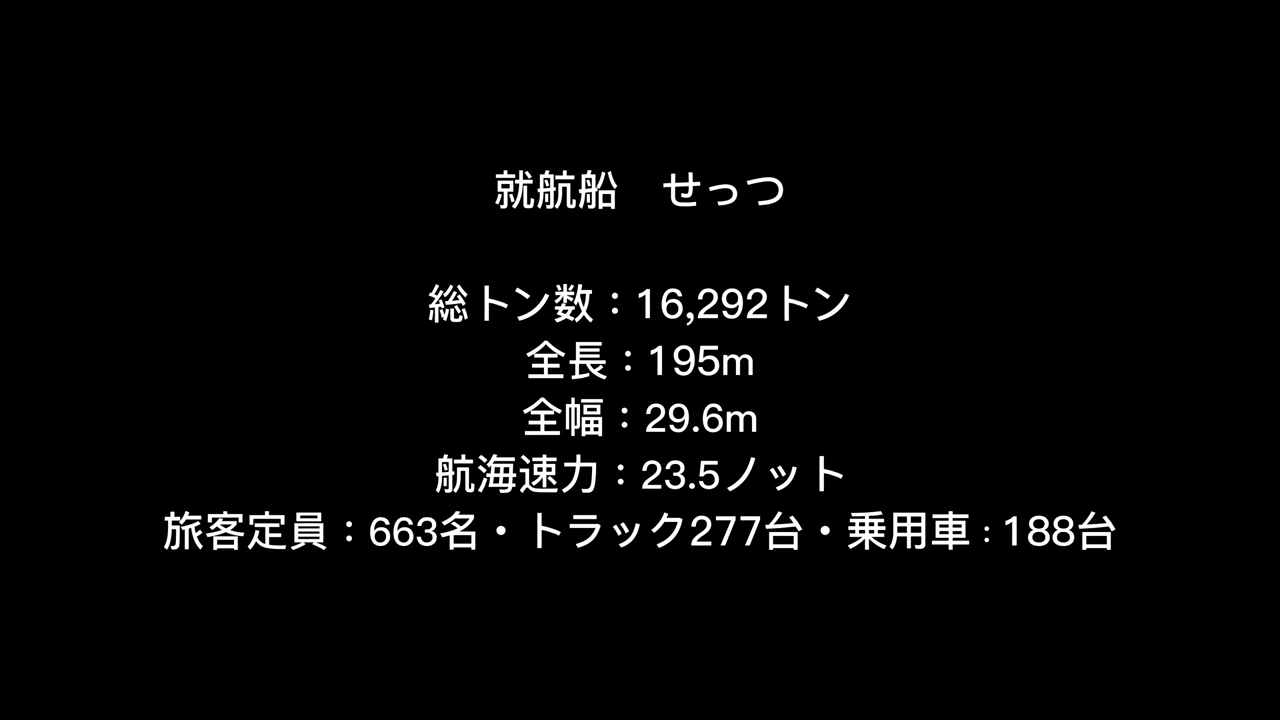 就航船　せっつ
総トン数：16,292トン
全長：195m
全幅：29.6m
航海速力：23.5ノット
旅客定員：663名・トラック277台・乗用車：188台